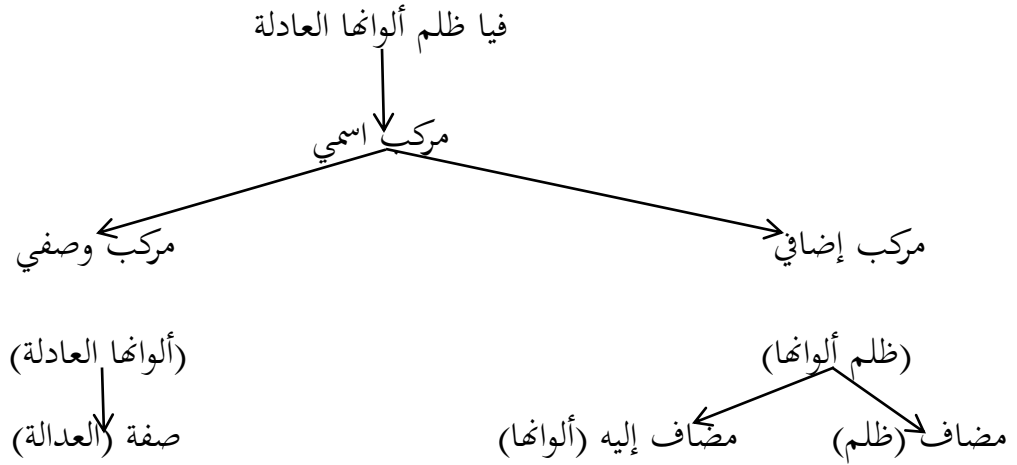 فيا ظلم ألوانها العادلة
مركب اسمي
مركب إضافي مركب وصفي
(ظلم ألوانها) (ألوانها العادلة)
مضاف (ظلم) مضاف إليه (ألوانها) صفة (العدالة)